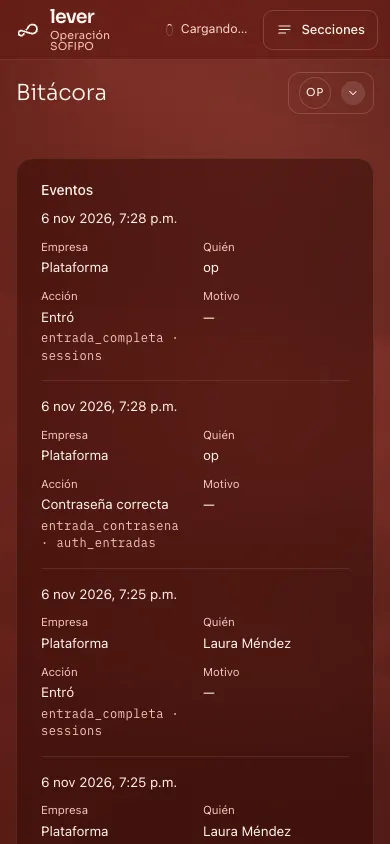 lever
Operación
SOFIPO
Cargando...
Secciones
Bitácora
OP
Eventos
6 nov 2026, 7:28 p.m.
Empresa
Quién
Plataforma
op
Acción
Motivo
Entró
—
entrada_completa ·
sessions
6 nov 2026, 7:28 p.m.
Empresa
Quién
Plataforma
op
Acción
Motivo
Contraseña correcta
—
entrada_contrasena
· auth_entradas
6 nov 2026, 7:25 p.m.
Empresa
Quién
Plataforma
Laura Méndez
Acción
Motivo
Entró
—
entrada_completa ·
sessions
6 nov 2026, 7:25 p.m.
Empresa
Quién
Plataforma
Laura Méndez